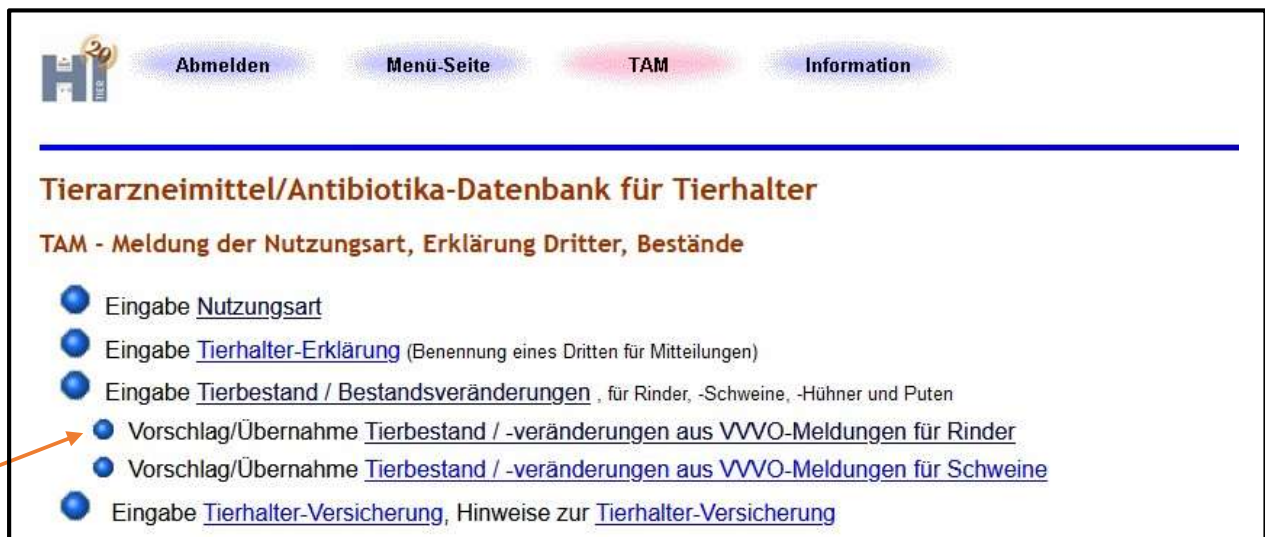 HI 20 TIER
Abmelden Menü-Seite TAM Information
Tierarzneimittel/Antibiotika-Datenbank für Tierhalter
TAM - Meldung der Nutzungsart, Erklärung Dritter, Bestände
Eingabe Nutzungsart
Eingabe Tierhalter-Erklärung (Benennung eines Dritten für Mitteilungen)
Eingabe Tierbestand / Bestandsveränderungen , für Rinder, -Schweine, -Hühner und Puten
Vorschlag/Übernahme Tierbestand / -veränderungen aus VVVO-Meldungen für Rinder
Vorschlag/Übernahme Tierbestand / -veränderungen aus VVVO-Meldungen für Schweine
Eingabe Tierhalter-Versicherung, Hinweise zur Tierhalter-Versicherung